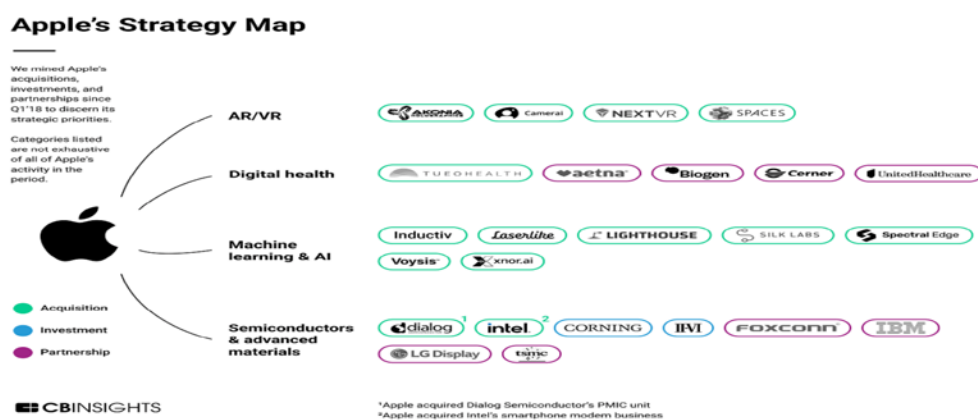 Apple's Strategy Map
We mined Apple's
acquisitions,
investments, and
partnerships since
Q1'18 to discern its
strategic priorities.
Categories listed
are not exhaustive
of all of Apple's
activity in the
period.
AR/VR
AKONIA
Camerai
NEXTVR
SPACES
Digital health
TUEOHEALTH
aetna
Biogen
Cerner
UnitedHealthcare
Machine
learning & AI
Inductiv
Laserlike
LIGHTHOUSE
SILK LABS
Spectral Edge
Voysis
xnor.ai
Semiconductors
& advanced
materials
dialog 1
intel 2
CORNING
II-VI
FOXCONN
IBM
LG Display
tsmc
Acquisition
Investment
Partnership
CBINSIGHTS
1Apple acquired Dialog Semiconductor's PMIC unit
2Apple acquired Intel's smartphone modem business